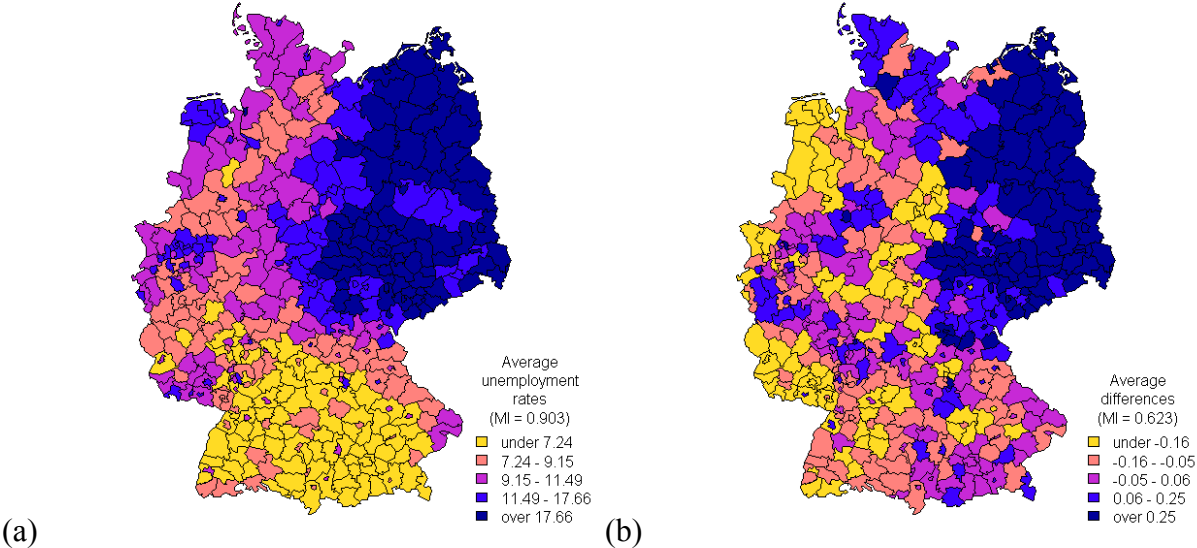 Average
unemployment
rates
(MI = 0.903)
under 7.24
7.24 - 9.15
9.15 - 11.49
11.49 - 17.66
over 17.66
(a)
Average
differences
(MI = 0.623)
under -0.16
-0.16 - -0.05
-0.05 - 0.06
0.06 - 0.25
over 0.25
(b)